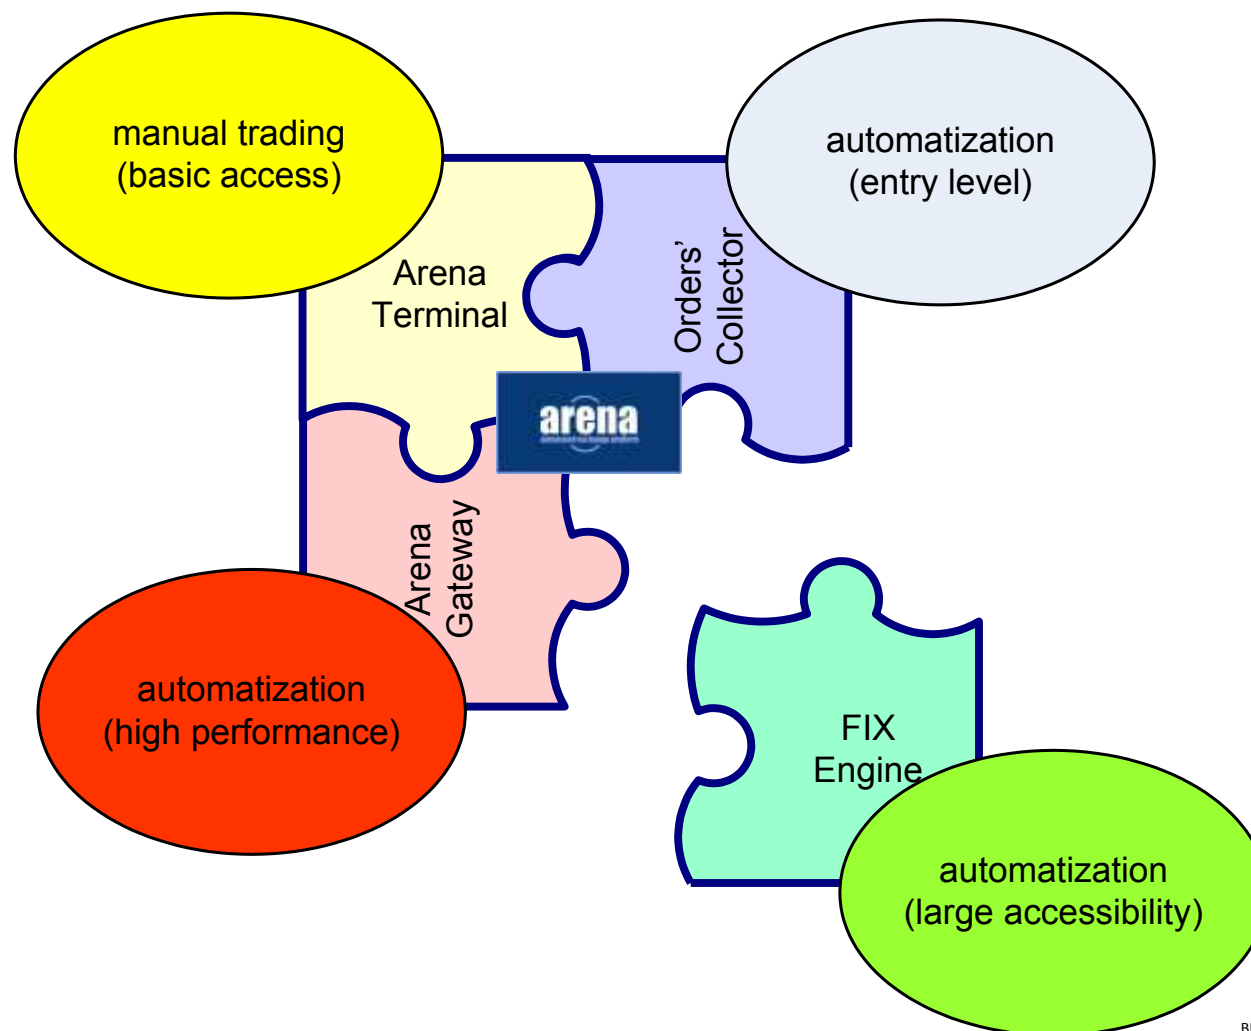 manual trading
(basic access)
automatization
(entry level)
Arena
Terminal
Orders’
Collector
arena
Arena
Gateway
automatization
(high performance)
FIX
Engine
automatization
(large accessibility)